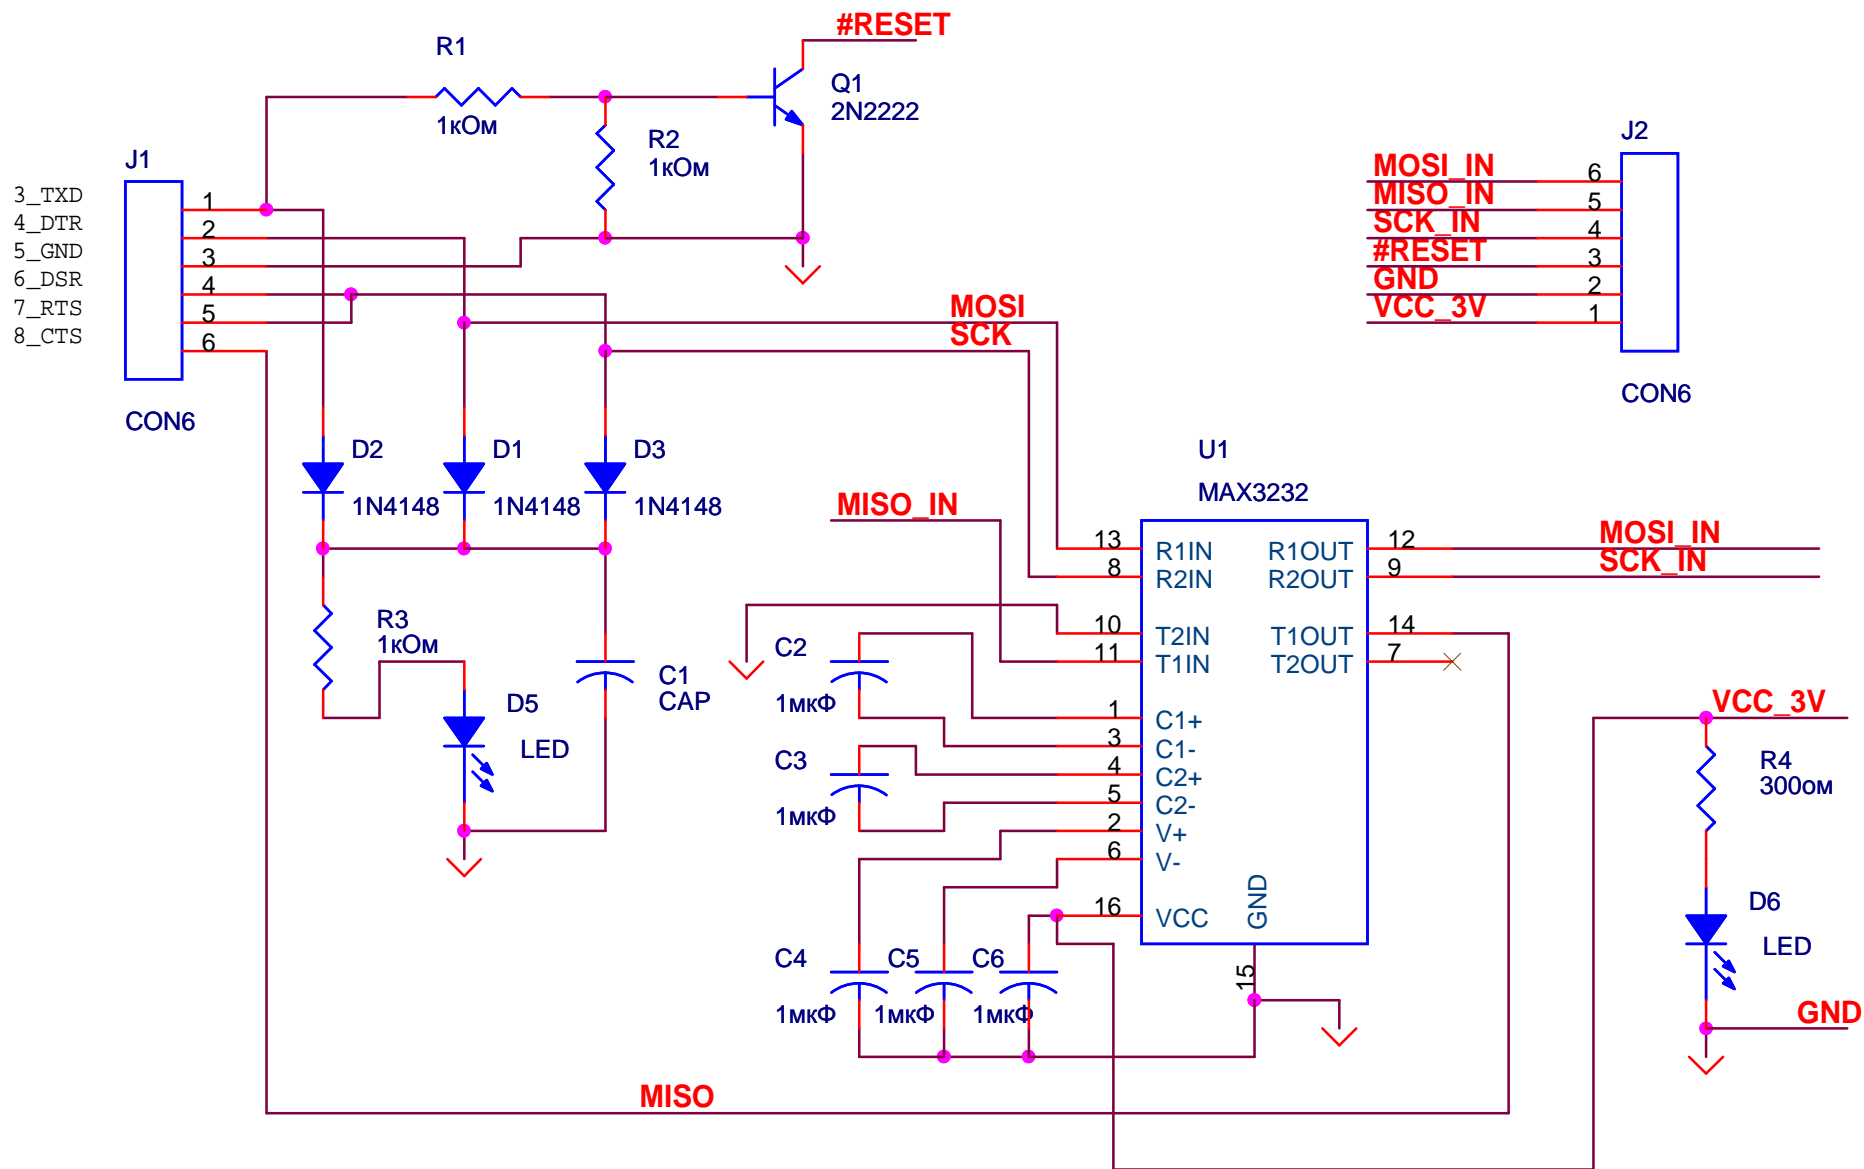 #RESET
R1
1кОм
Q1
2N2222
R2
1кОм
J1
3_TXD 1
4_DTR 2
5_GND 3
6_DSR 4
7_RTS 5
8_CTS 6
CON6
J2
MOSI_IN 6
MISO_IN 5
SCK_IN 4
#RESET 3
GND 2
VCC_3V 1
CON6
MOSI
SCK
D2
1N4148
D1
1N4148
D3
1N4148
R3
1кОм
D5
LED
C1
CAP
MISO_IN
U1
MAX3232
13 R1IN R1OUT 12 MOSI_IN
8 R2IN R2OUT 9 SCK_IN
10 T2IN T1OUT 14
11 T1IN T2OUT 7
1 C1+
3 C1-
4 C2+
5 C2-
2 V+
6 V-
16 VCC
GND
15
C2
1мкФ
C3
1мкФ
C4
1мкФ
C5
1мкФ
C6
1мкФ
VCC_3V
R4
300ом
D6
LED
GND
MISO